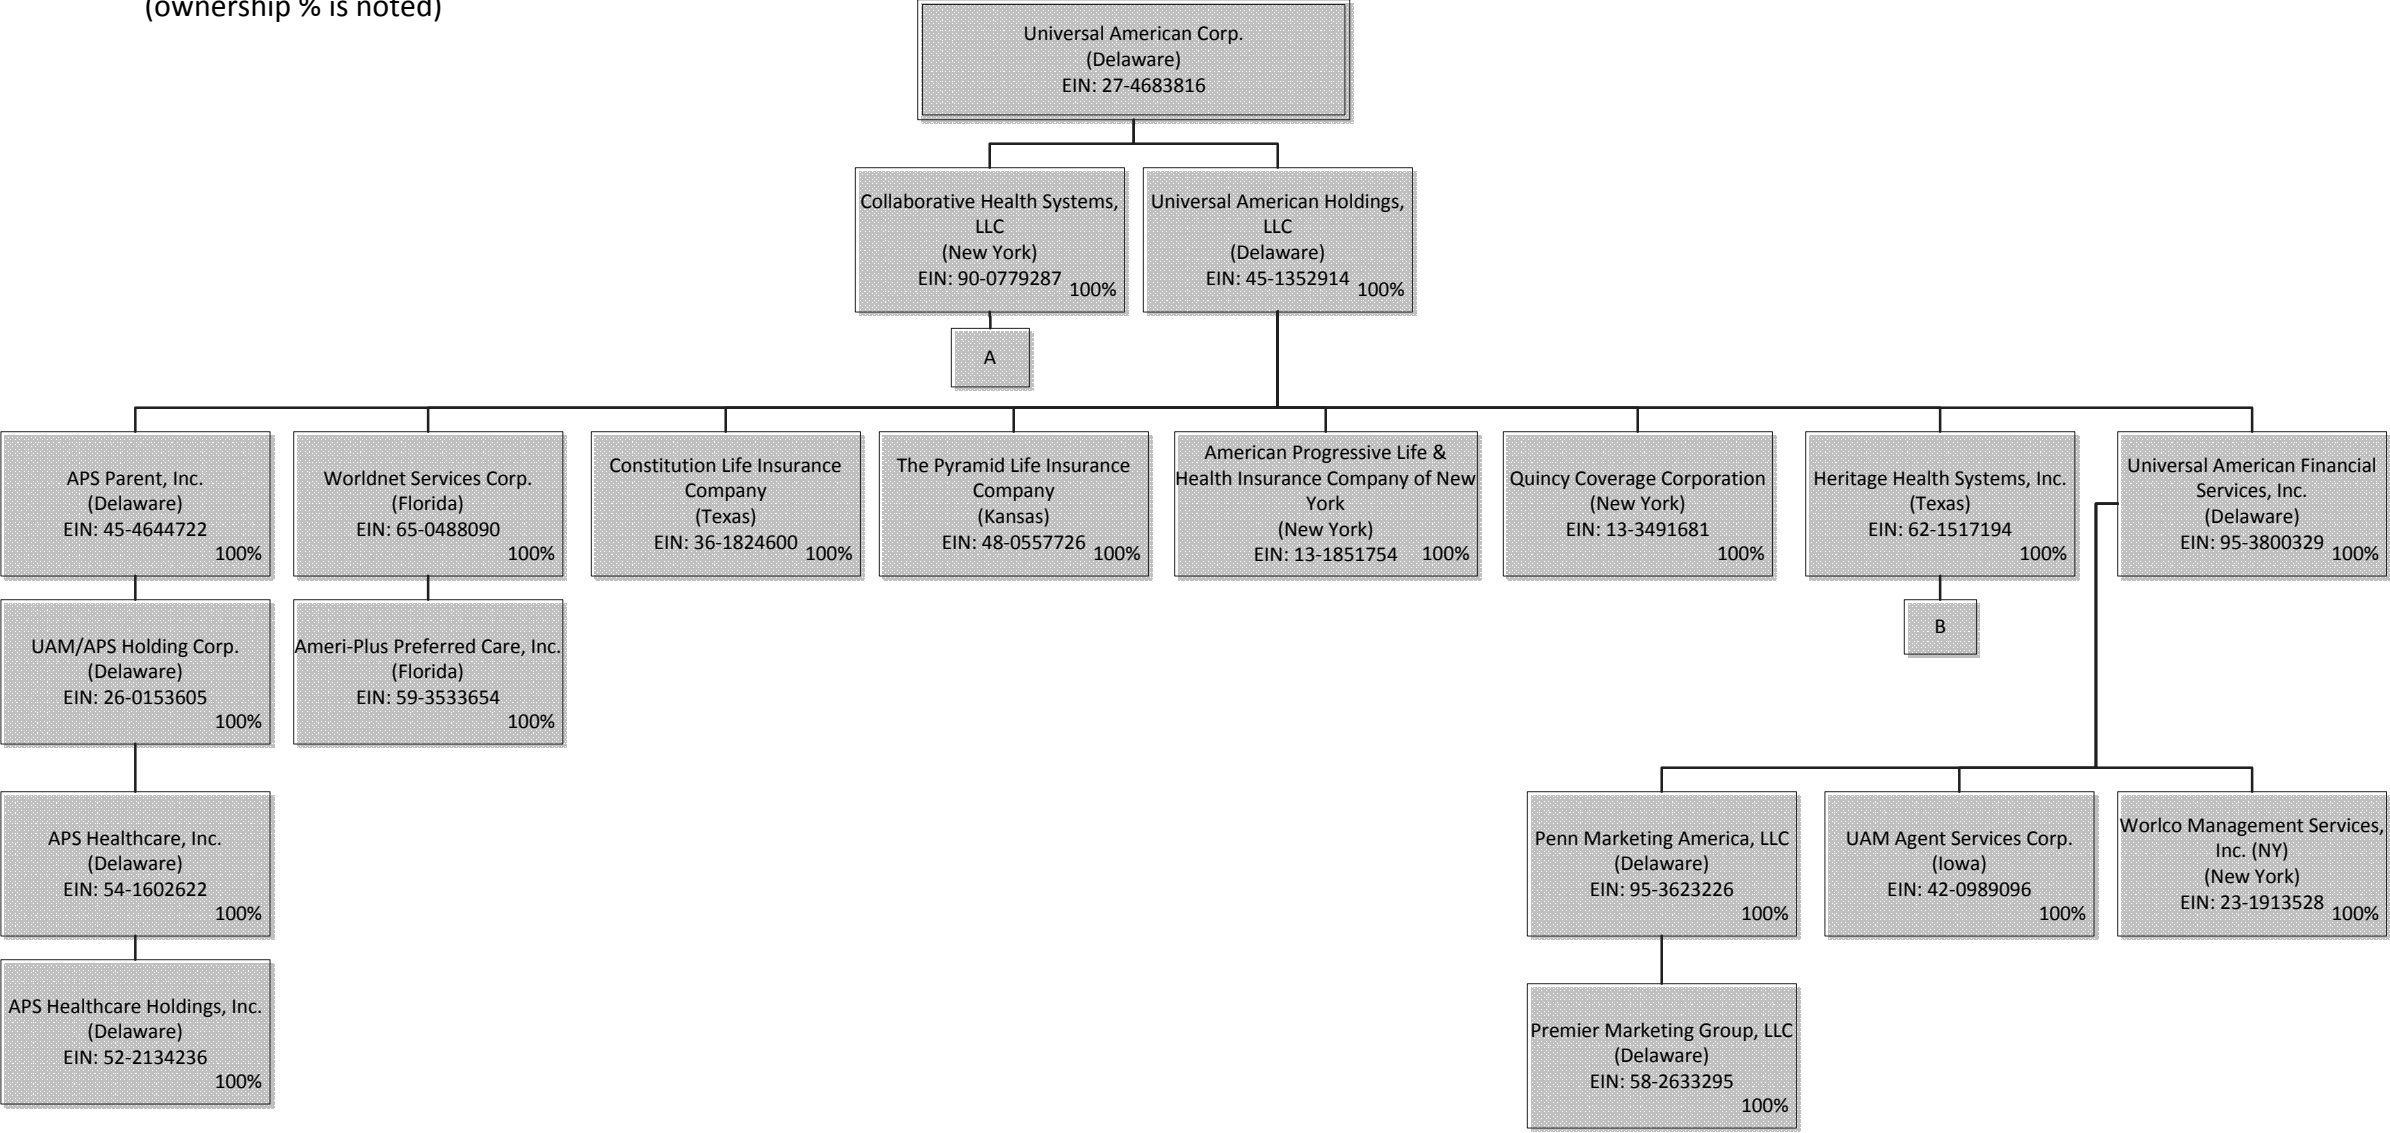 (ownership % is noted)
Universal American Corp.
(Delaware)
EIN: 27-4683816
Collaborative Health Systems,
LLC
(New York)
EIN: 90-0779287
100%
Universal American Holdings,
LLC
(Delaware)
EIN: 45-1352914
100%
A
APS Parent, Inc.
(Delaware)
EIN: 45-4644722
100%
Worldnet Services Corp.
(Florida)
EIN: 65-0488090
100%
Constitution Life Insurance
Company
(Texas)
EIN: 36-1824600
100%
The Pyramid Life Insurance
Company
(Kansas)
EIN: 48-0557726
100%
American Progressive Life &
Health Insurance Company of New
York
(New York)
EIN: 13-1851754
100%
Quincy Coverage Corporation
(New York)
EIN: 13-3491681
100%
Heritage Health Systems, Inc.
(Texas)
EIN: 62-1517194
100%
Universal American Financial
Services, Inc.
(Delaware)
EIN: 95-3800329
100%
UAM/APS Holding Corp.
(Delaware)
EIN: 26-0153605
100%
Ameri-Plus Preferred Care, Inc.
(Florida)
EIN: 59-3533654
100%
B
APS Healthcare, Inc.
(Delaware)
EIN: 54-1602622
100%
Penn Marketing America, LLC
(Delaware)
EIN: 95-3623226
100%
UAM Agent Services Corp.
(Iowa)
EIN: 42-0989096
100%
Worlco Management Services,
Inc. (NY)
(New York)
EIN: 23-1913528
100%
APS Healthcare Holdings, Inc.
(Delaware)
EIN: 52-2134236
100%
Premier Marketing Group, LLC
(Delaware)
EIN: 58-2633295
100%